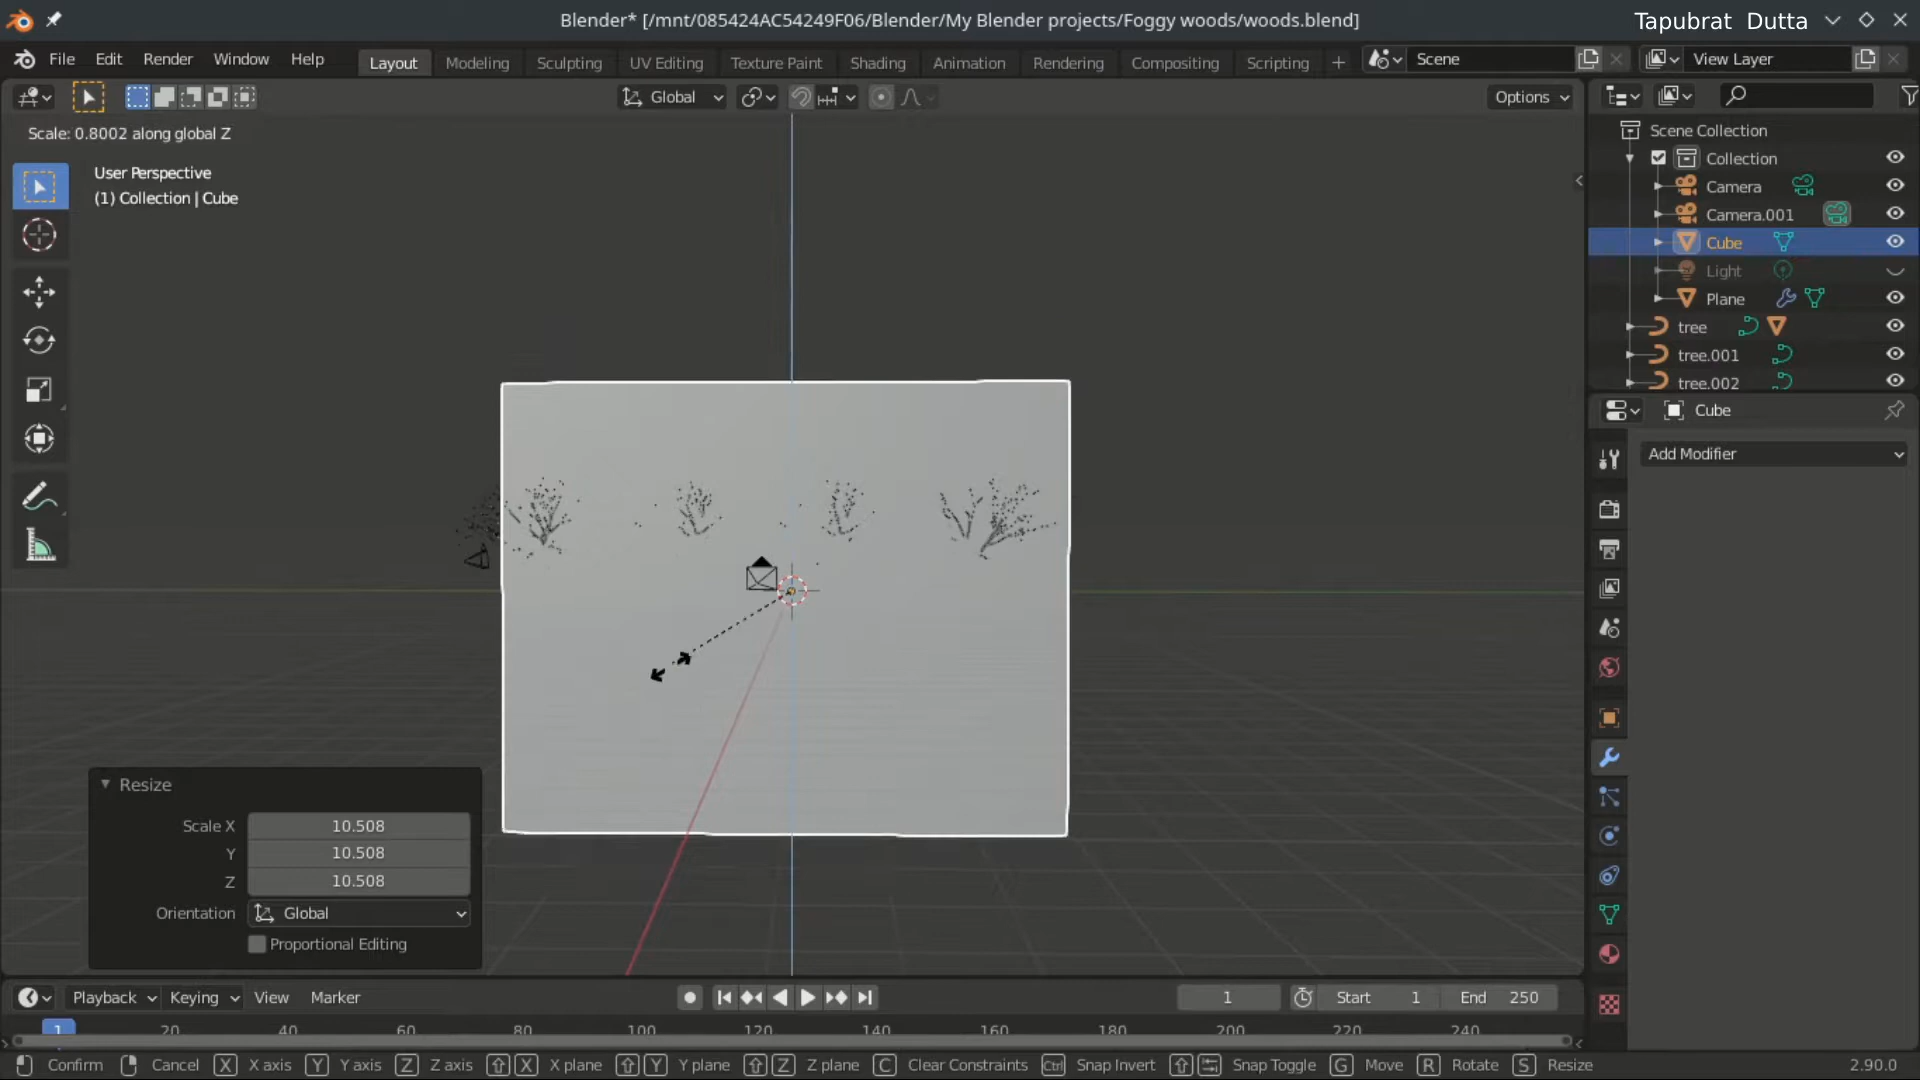 Blender* [/mnt/085424AC54249F06/Blender/My Blender projects/Foggy woods/woods.blend]
Tapubrat Dutta
File Edit Render Window Help
Layout Modeling Sculpting UV Editing Texture Paint Shading Animation Rendering Compositing Scripting +
Scene
View Layer
Global
Options
Scale: 0.8002 along global Z
User Perspective
(1) Collection | Cube
Scene Collection
Collection
Camera
Camera.001
Cube
Light
Plane
tree
tree.001
tree.002
Cube
Add Modifier
Resize
Scale X 10.508
Y 10.508
Z 10.508
Orientation Global
Proportional Editing
Playback Keying View Marker
1
Start 1 End 250
1 20 40 60 80 100 120 140 160 180 200 220 240
Confirm Cancel X X axis Y Y axis Z Z axis X X plane Y Y plane Z Z plane C Clear Constraints Ctrl Snap Invert Snap Toggle G Move R Rotate S Resize 2.90.0